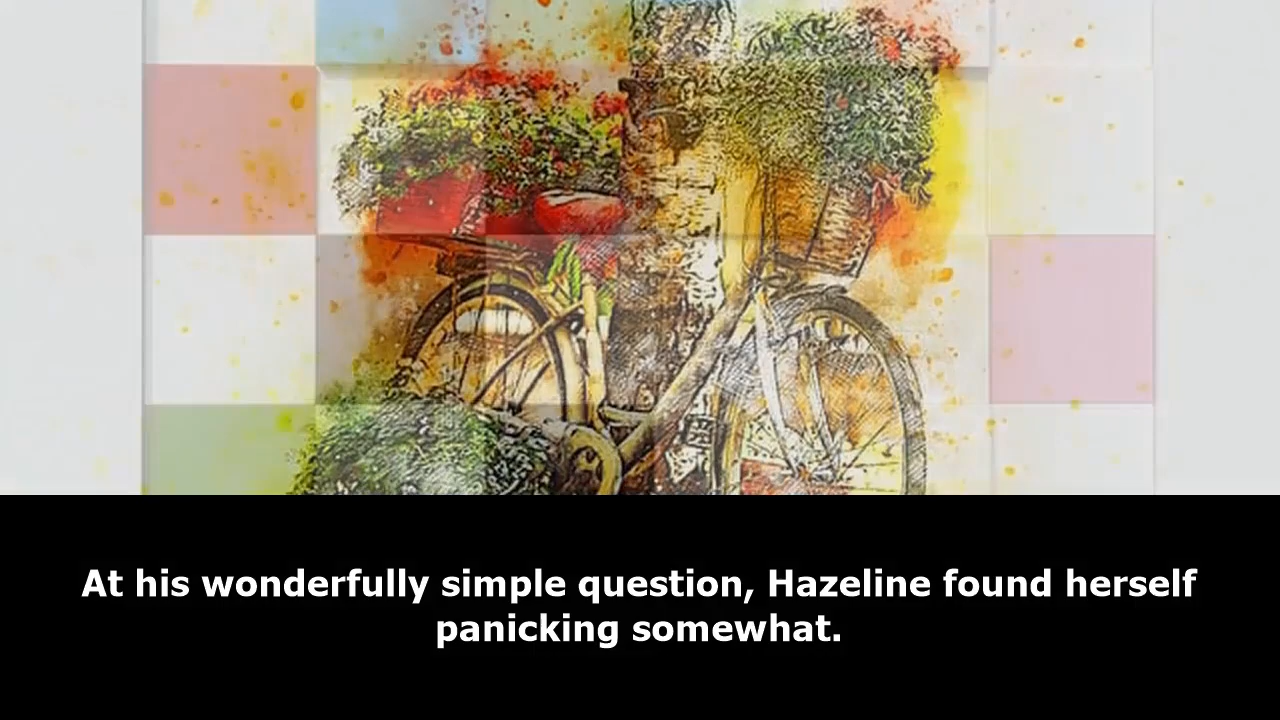 At his wonderfully simple question, Hazeline found herself
panicking somewhat.